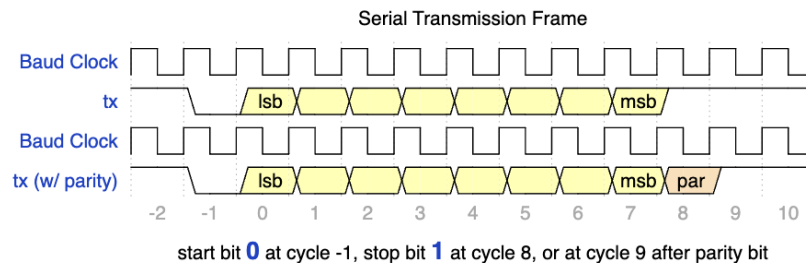 Serial Transmission Frame
Baud Clock
tx lsb msb
Baud Clock
tx (w/ parity) lsb msb par
-2 -1 0 1 2 3 4 5 6 7 8 9 10
start bit 0 at cycle -1, stop bit 1 at cycle 8, or at cycle 9 after parity bit